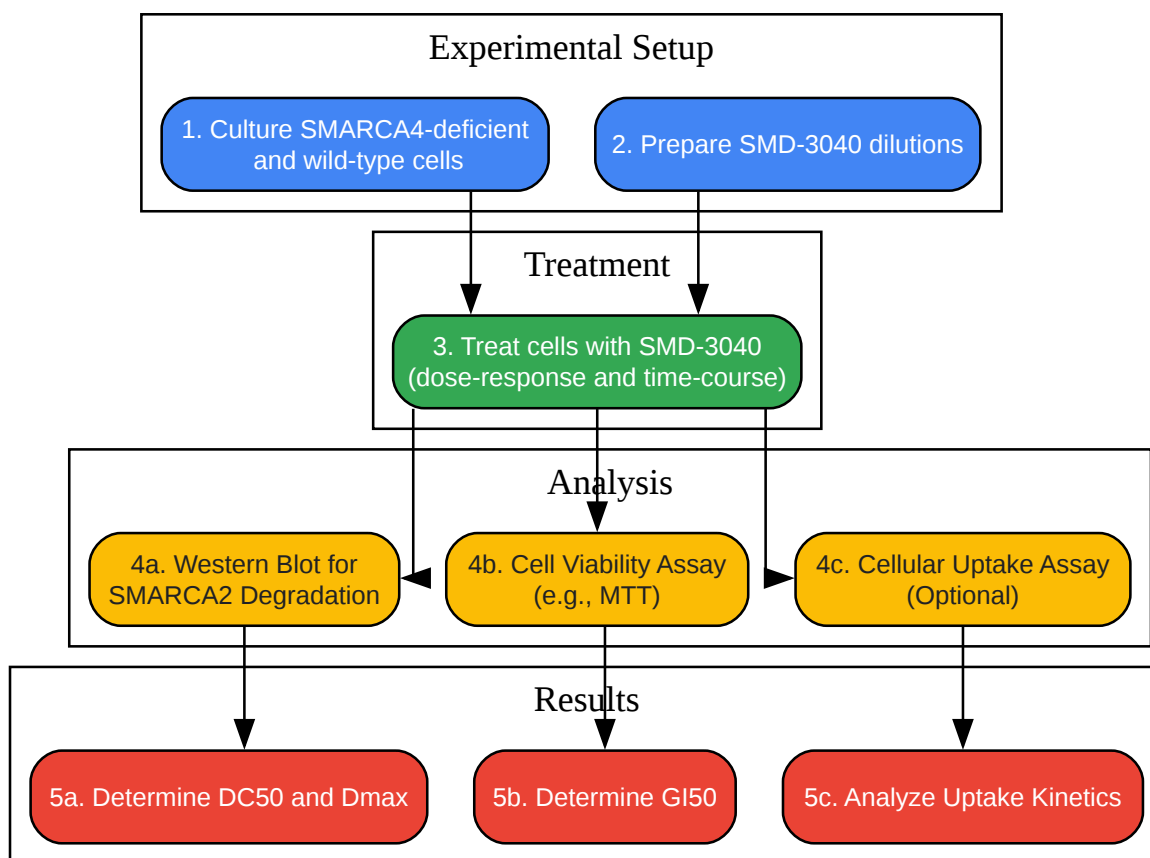 Experimental Setup
1. Culture SMARCA4-deficient
and wild-type cells
2. Prepare SMD-3040 dilutions
Treatment
3. Treat cells with SMD-3040
(dose-response and time-course)
Analysis
4a. Western Blot for
SMARCA2 Degradation
4b. Cell Viability Assay
(e.g., MTT)
4c. Cellular Uptake Assay
(Optional)
Results
5a. Determine DC50 and Dmax
5b. Determine GI50
5c. Analyze Uptake Kinetics